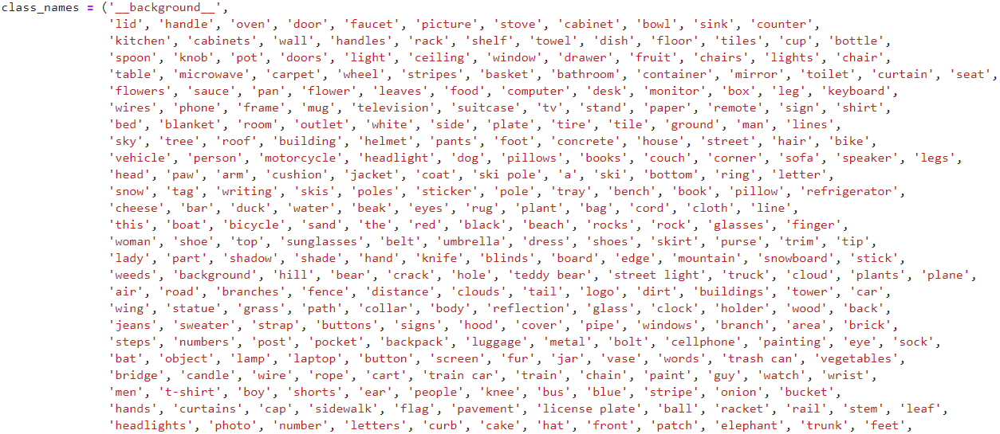 class_names = ('__background__',
'lid', 'handle', 'oven', 'door', 'faucet', 'picture', 'stove', 'cabinet', 'bowl', 'sink', 'counter',
'kitchen', 'cabinets', 'wall', 'handles', 'rack', 'shelf', 'towel', 'dish', 'floor', 'tiles', 'cup', 'bottle',
'spoon', 'knob', 'pot', 'doors', 'light', 'ceiling', 'window', 'drawer', 'fruit', 'chairs', 'lights', 'chair',
'table', 'microwave', 'carpet', 'wheel', 'stripes', 'basket', 'bathroom', 'container', 'mirror', 'toilet', 'curtain', 'seat',
'flowers', 'sauce', 'pan', 'flower', 'leaves', 'food', 'computer', 'desk', 'monitor', 'box', 'leg', 'keyboard',
'wires', 'phone', 'frame', 'mug', 'television', 'suitcase', 'tv', 'stand', 'paper', 'remote', 'sign', 'shirt',
'bed', 'blanket', 'room', 'outlet', 'white', 'side', 'plate', 'tire', 'tile', 'ground', 'man', 'lines',
'sky', 'tree', 'roof', 'building', 'helmet', 'pants', 'foot', 'concrete', 'house', 'street', 'hair', 'bike',
'vehicle', 'person', 'motorcycle', 'headlight', 'dog', 'pillows', 'books', 'couch', 'corner', 'sofa', 'speaker', 'legs',
'head', 'paw', 'arm', 'cushion', 'jacket', 'coat', 'ski pole', 'a', 'ski', 'bottom', 'ring', 'letter',
'snow', 'tag', 'writing', 'skis', 'poles', 'sticker', 'pole', 'tray', 'bench', 'book', 'pillow', 'refrigerator',
'cheese', 'bar', 'duck', 'water', 'beak', 'eyes', 'rug', 'plant', 'bag', 'cord', 'cloth', 'line',
'this', 'boat', 'bicycle', 'sand', 'the', 'red', 'black', 'beach', 'rocks', 'rock', 'glasses', 'finger',
'woman', 'shoe', 'top', 'sunglasses', 'belt', 'umbrella', 'dress', 'shoes', 'skirt', 'purse', 'trim', 'tip',
'lady', 'part', 'shadow', 'shade', 'hand', 'knife', 'blinds', 'board', 'edge', 'mountain', 'snowboard', 'stick',
'weeds', 'background', 'hill', 'bear', 'crack', 'hole', 'teddy bear', 'street light', 'truck', 'cloud', 'plants', 'plane',
'air', 'road', 'branches', 'fence', 'distance', 'clouds', 'tail', 'logo', 'dirt', 'buildings', 'tower', 'car',
'wing', 'statue', 'grass', 'path', 'collar', 'body', 'reflection', 'glass', 'clock', 'holder', 'wood', 'back',
'jeans', 'sweater', 'strap', 'buttons', 'signs', 'hood', 'cover', 'pipe', 'windows', 'branch', 'area', 'brick',
'steps', 'numbers', 'post', 'pocket', 'backpack', 'luggage', 'metal', 'bolt', 'cellphone', 'painting', 'eye', 'sock',
'bat', 'object', 'lamp', 'laptop', 'button', 'screen', 'fur', 'jar', 'vase', 'words', 'trash can', 'vegetables',
'bridge', 'candle', 'wire', 'rope', 'cart', 'train car', 'train', 'chain', 'paint', 'guy', 'watch', 'wrist',
'men', 't-shirt', 'boy', 'shorts', 'ear', 'people', 'knee', 'bus', 'blue', 'stripe', 'onion', 'bucket',
'hands', 'curtains', 'cap', 'sidewalk', 'flag', 'pavement', 'license plate', 'ball', 'racket', 'rail', 'stem', 'leaf',
'headlights', 'photo', 'number', 'letters', 'curb', 'cake', 'hat', 'front', 'patch', 'elephant', 'trunk', 'feet',